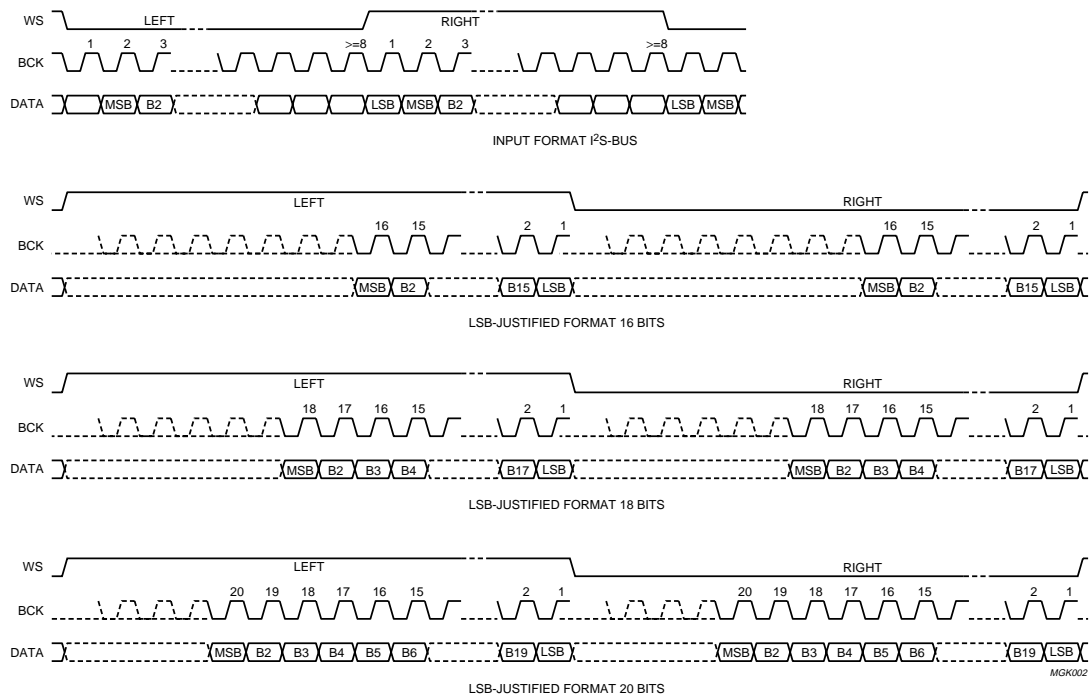 WS LEFT RIGHT
1 2 3 >=8 1 2 3 >=8
BCK
DATA MSB B2 LSB MSB B2 LSB MSB
INPUT FORMAT I²S-BUS
WS LEFT RIGHT
16 15 2 1 16 15 2 1
BCK
DATA MSB B2 B15 LSB MSB B2 B15 LSB
LSB-JUSTIFIED FORMAT 16 BITS
WS LEFT RIGHT
18 17 16 15 2 1 18 17 16 15 2 1
BCK
DATA MSB B2 B3 B4 B17 LSB MSB B2 B3 B4 B17 LSB
LSB-JUSTIFIED FORMAT 18 BITS
WS LEFT RIGHT
20 19 18 17 16 15 2 1 20 19 18 17 16 15 2 1
BCK
DATA MSB B2 B3 B4 B5 B6 B19 LSB MSB B2 B3 B4 B5 B6 B19 LSB
MGK002
LSB-JUSTIFIED FORMAT 20 BITS